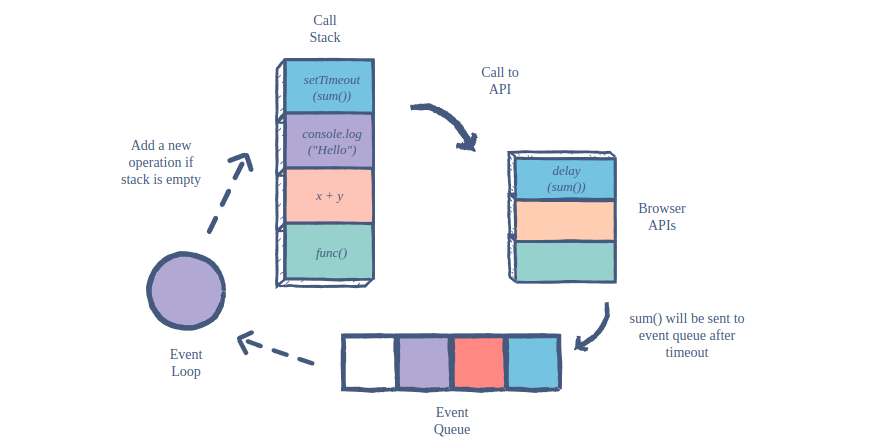 Call
Stack
setTimeout
(sum())
console.log
("Hello")
x + y
func()
Call to
API
Add a new
operation if
stack is empty
delay
(sum())
Browser
APIs
sum() will be sent to
event queue after
timeout
Event
Loop
Event
Queue